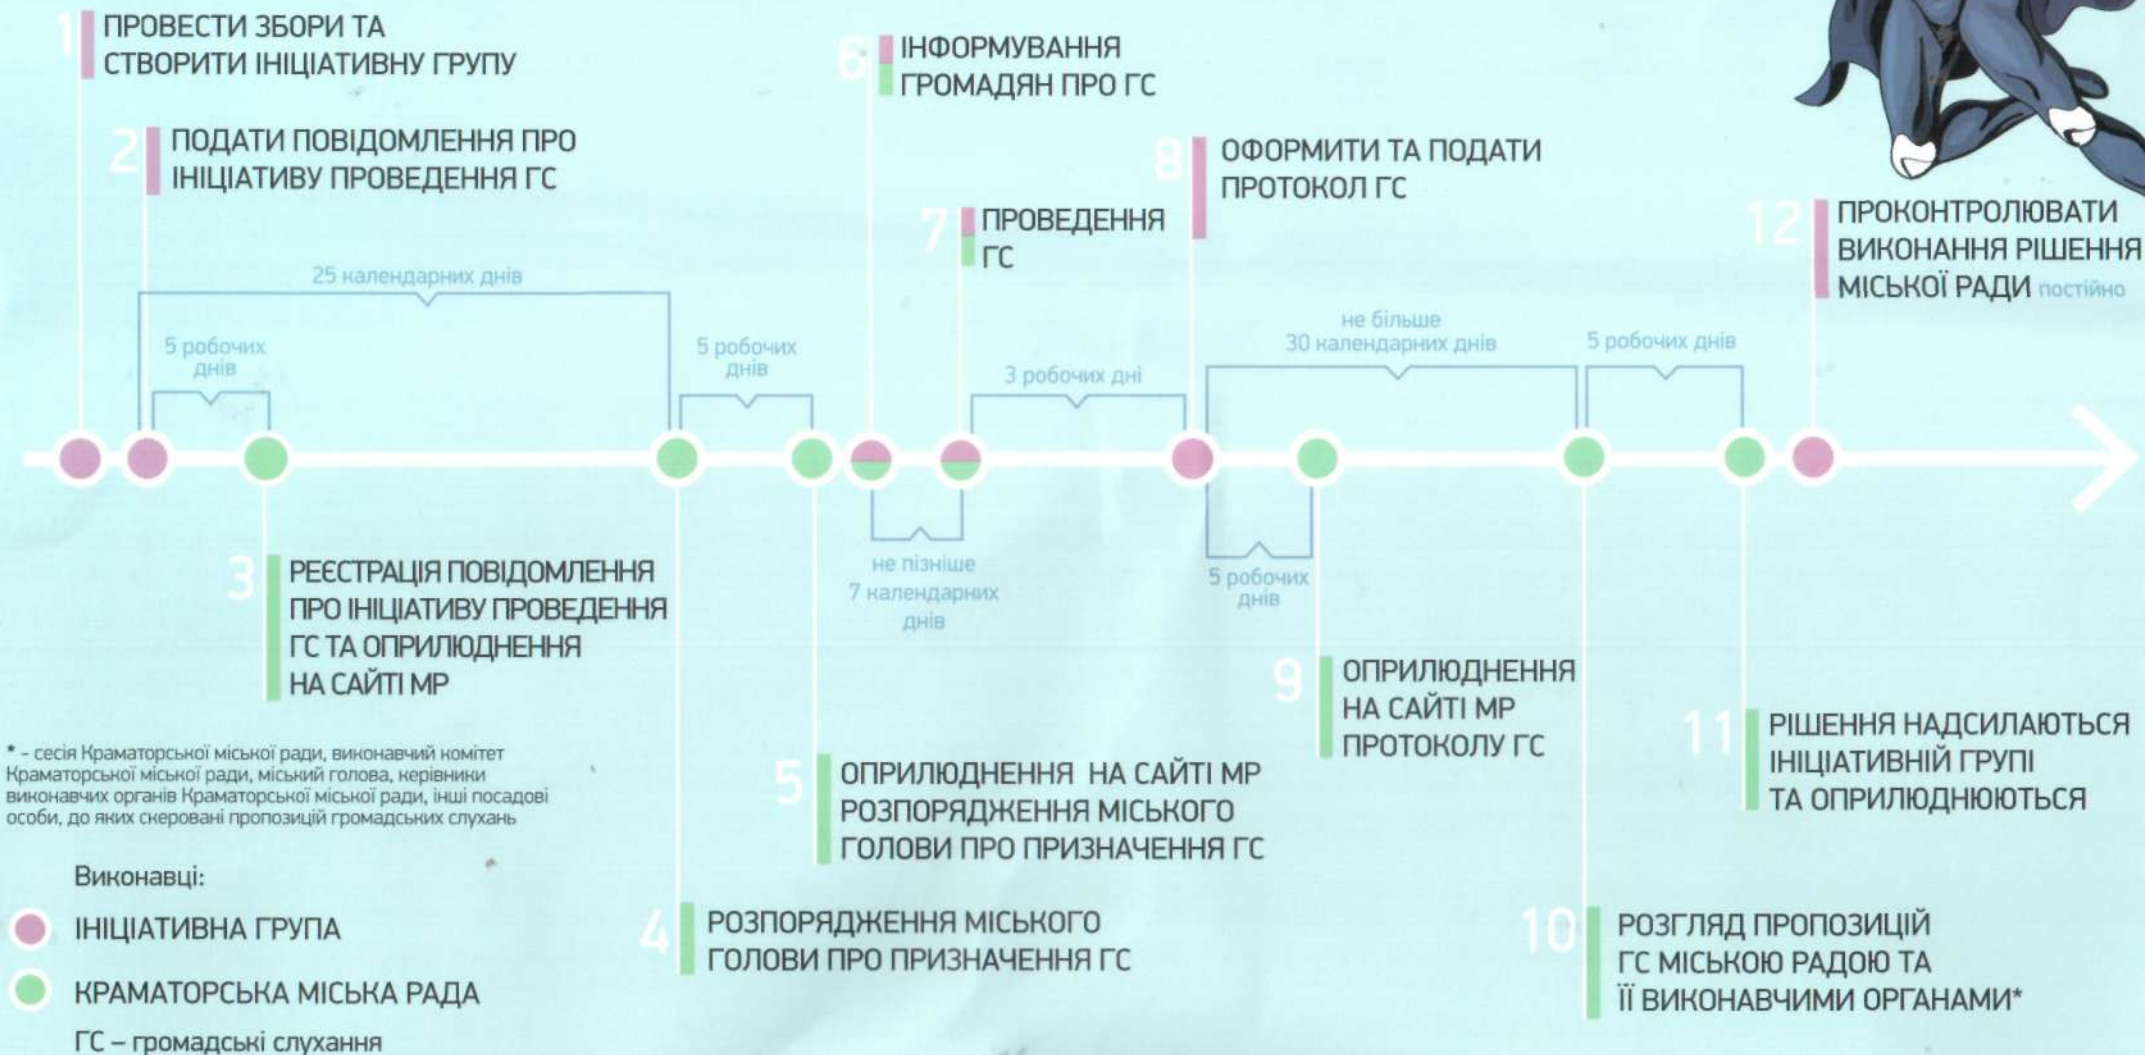 1
ПРОВЕСТИ ЗБОРИ ТА
СТВОРИТИ ІНІЦІАТИВНУ ГРУПУ
2
ПОДАТИ ПОВІДОМЛЕННЯ ПРО
ІНІЦІАТИВУ ПРОВЕДЕННЯ ГС
6
ІНФОРМУВАННЯ
ГРОМАДЯН ПРО ГС
7
ПРОВЕДЕННЯ
ГС
8
ОФОРМИТИ ТА ПОДАТИ
ПРОТОКОЛ ГС
12
ПРОКОНТРОЛЮВАТИ
ВИКОНАННЯ РІШЕННЯ
МІСЬКОЇ РАДИ постійно
25 календарних днів
5 робочих
днів
5 робочих
днів
3 робочих дні
не більше
30 календарних днів
5 робочих днів
не пізніше
7 календарних
днів
5 робочих
днів
3
РЕЄСТРАЦІЯ ПОВІДОМЛЕННЯ
ПРО ІНІЦІАТИВУ ПРОВЕДЕННЯ
ГС ТА ОПРИЛЮДНЕННЯ
НА САЙТІ МР
4
РОЗПОРЯДЖЕННЯ МІСЬКОГО
ГОЛОВИ ПРО ПРИЗНАЧЕННЯ ГС
5
ОПРИЛЮДНЕННЯ НА САЙТІ МР
РОЗПОРЯДЖЕННЯ МІСЬКОГО
ГОЛОВИ ПРО ПРИЗНАЧЕННЯ ГС
9
ОПРИЛЮДНЕННЯ
НА САЙТІ МР
ПРОТОКОЛУ ГС
10
РОЗГЛЯД ПРОПОЗИЦІЙ
ГС МІСЬКОЮ РАДОЮ ТА
ЇЇ ВИКОНАВЧИМИ ОРГАНАМИ*
11
РІШЕННЯ НАДСИЛАЮТЬСЯ
ІНІЦІАТИВНІЙ ГРУПІ
ТА ОПРИЛЮДНЮЮТЬСЯ
* - сесія Краматорської міської ради, виконавчий комітет
Краматорської міської ради, міський голова, керівники
виконавчих органів Краматорської міської ради, інші посадові
особи, до яких скеровані пропозицій громадських слухань
Виконавці:
ІНІЦІАТИВНА ГРУПА
КРАМАТОРСЬКА МІСЬКА РАДА
ГС – громадські слухання